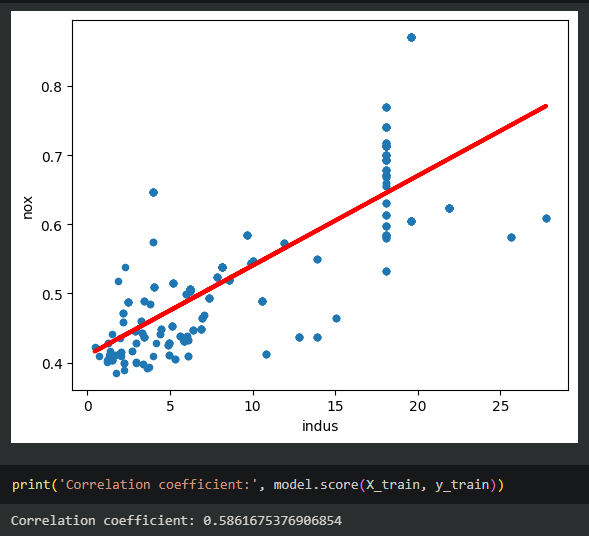 0.8
0.7
0.6
0.5
0.4
nox
0 5 10 15 20 25
indus
print('Correlation coefficient:', model.score(X_train, y_train))
Correlation coefficient: 0.5861675376906854